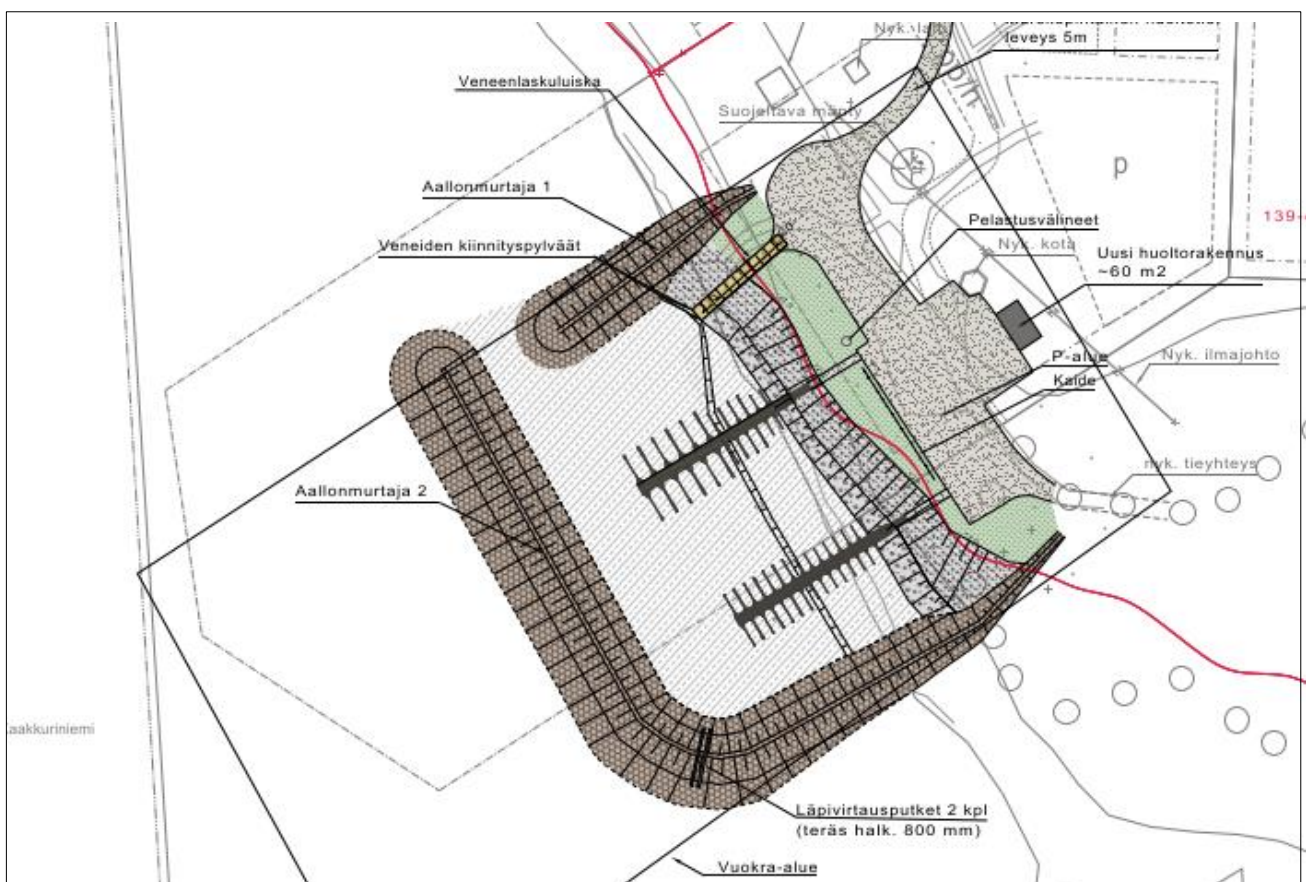 leveys 5m
Veneenlaskuluiska
Suojeltava mänty
p
Aallonmurtaja 1
Pelastusvälineet
139-
Veneiden kiinnityspylväät
Nyk. kota
Uusi huoltorakennus
~60 m2
P-alue
Nyk. ilmajohto
Kaide
nyk. tieyhteys
Aallonmurtaja 2
Läpivirtausputket 2 kpl
(teräs halk. 800 mm)
Vuokra-alue